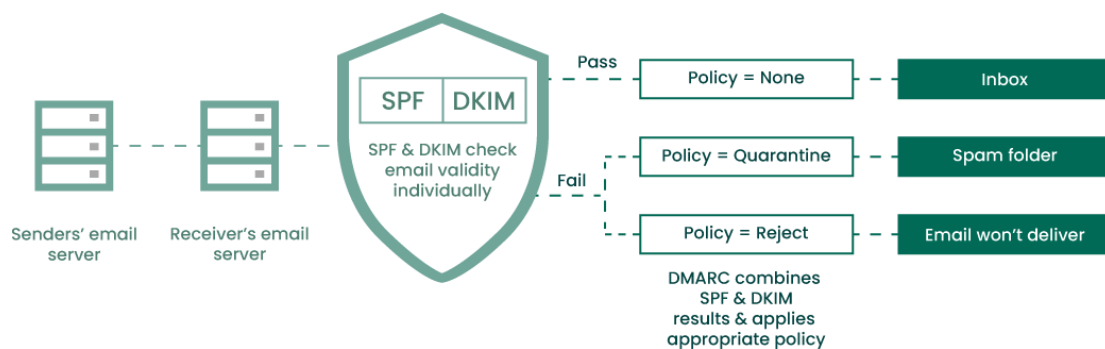 Senders' email
server
Receiver's email
server
SPF
DKIM
SPF & DKIM check
email validity
individually
Pass
Policy = None
Inbox
Fail
Policy = Quarantine
Spam folder
Policy = Reject
Email won't deliver
DMARC combines
SPF & DKIM
results & applies
appropriate policy